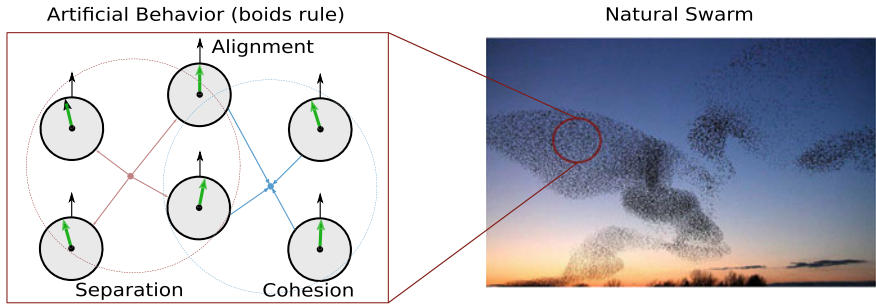 Artificial Behavior (boids rule)
Natural Swarm
Alignment
Separation
Cohesion